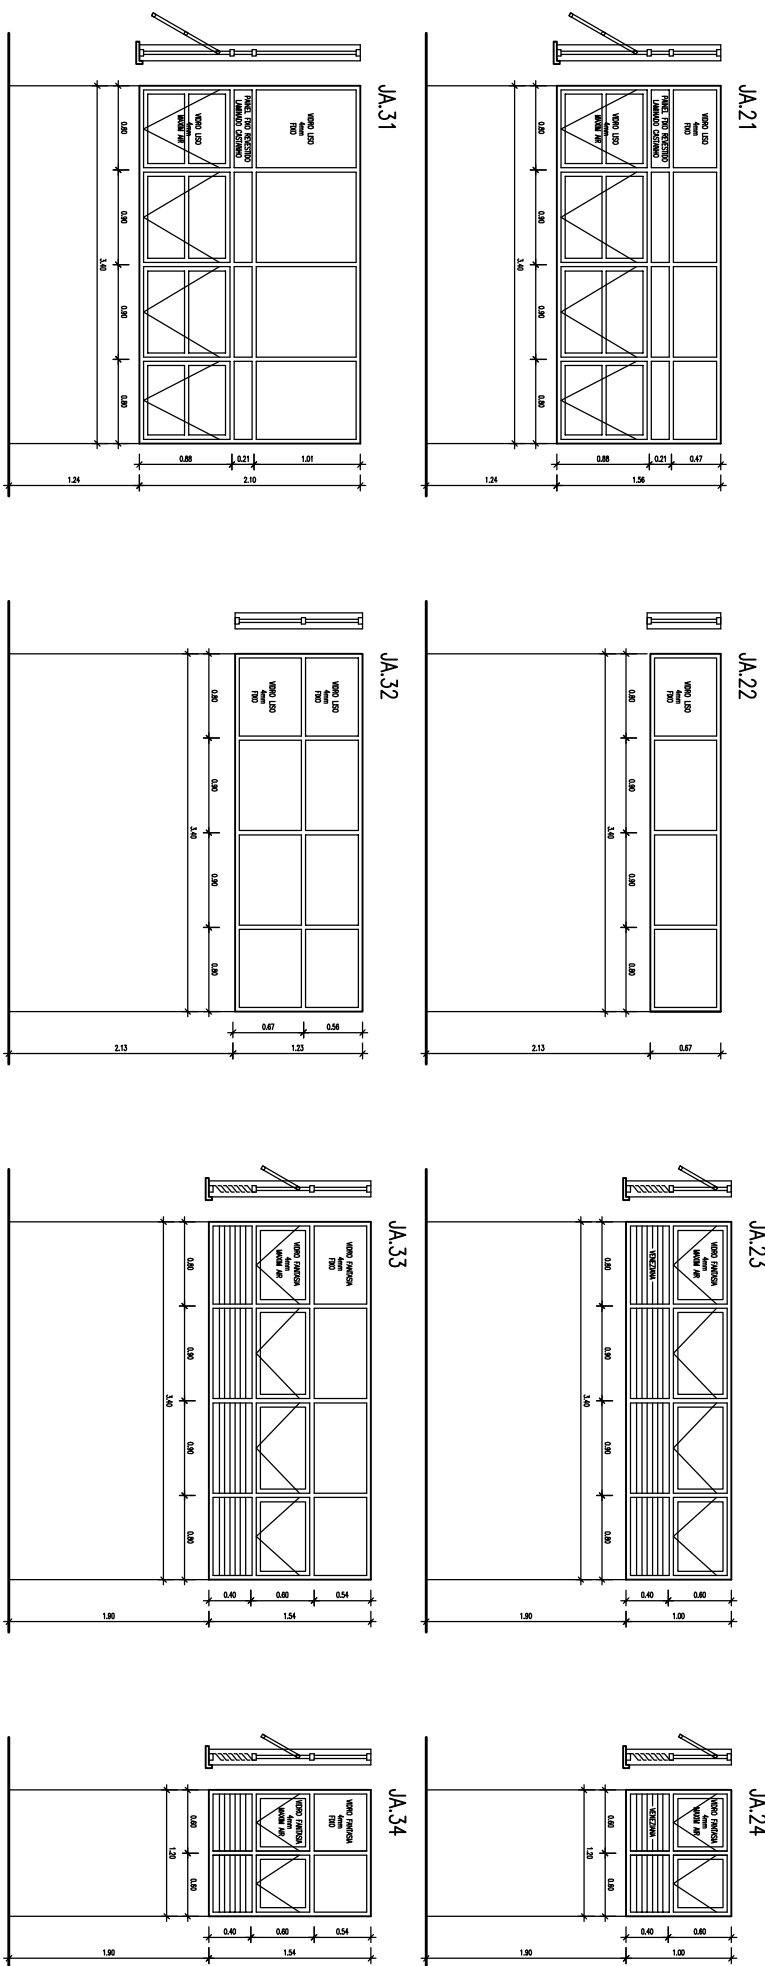 JA.21
VIDRO LISO
4mm
FIXO
PAINEL FIXO REVESTIDO
LAMINADO CASTANHO
VIDRO LISO
4mm
MAXIM AR
0.80
0.90
0.90
0.80
3.40
0.47
0.21
0.88
1.56
1.24
JA.22
VIDRO LISO
4mm
FIXO
0.80
0.90
0.90
0.80
3.40
0.67
2.13
JA.23
VIDRO FANTASIA
4mm
MAXIM AR
VENEZIANA
0.80
0.90
0.90
0.80
3.40
0.60
0.40
1.00
1.90
JA.24
VIDRO FANTASIA
4mm
MAXIM AR
VENEZIANA
0.60
0.60
1.20
0.60
0.40
1.00
1.90
JA.31
VIDRO LISO
4mm
FIXO
PAINEL FIXO REVESTIDO
LAMINADO CASTANHO
VIDRO LISO
4mm
MAXIM AR
0.80
0.90
0.90
0.80
3.40
1.01
0.21
0.88
2.10
1.24
JA.32
VIDRO LISO
4mm
FIXO
VIDRO LISO
4mm
FIXO
0.80
0.90
0.90
0.80
3.40
0.56
0.67
1.23
2.13
JA.33
VIDRO FANTASIA
4mm
FIXO
VIDRO FANTASIA
4mm
MAXIM AR
0.80
0.90
0.90
0.80
3.40
0.54
0.60
0.40
1.54
1.90
JA.34
VIDRO FANTASIA
4mm
FIXO
VIDRO FANTASIA
4mm
MAXIM AR
0.60
0.60
1.20
0.54
0.60
0.40
1.54
1.90